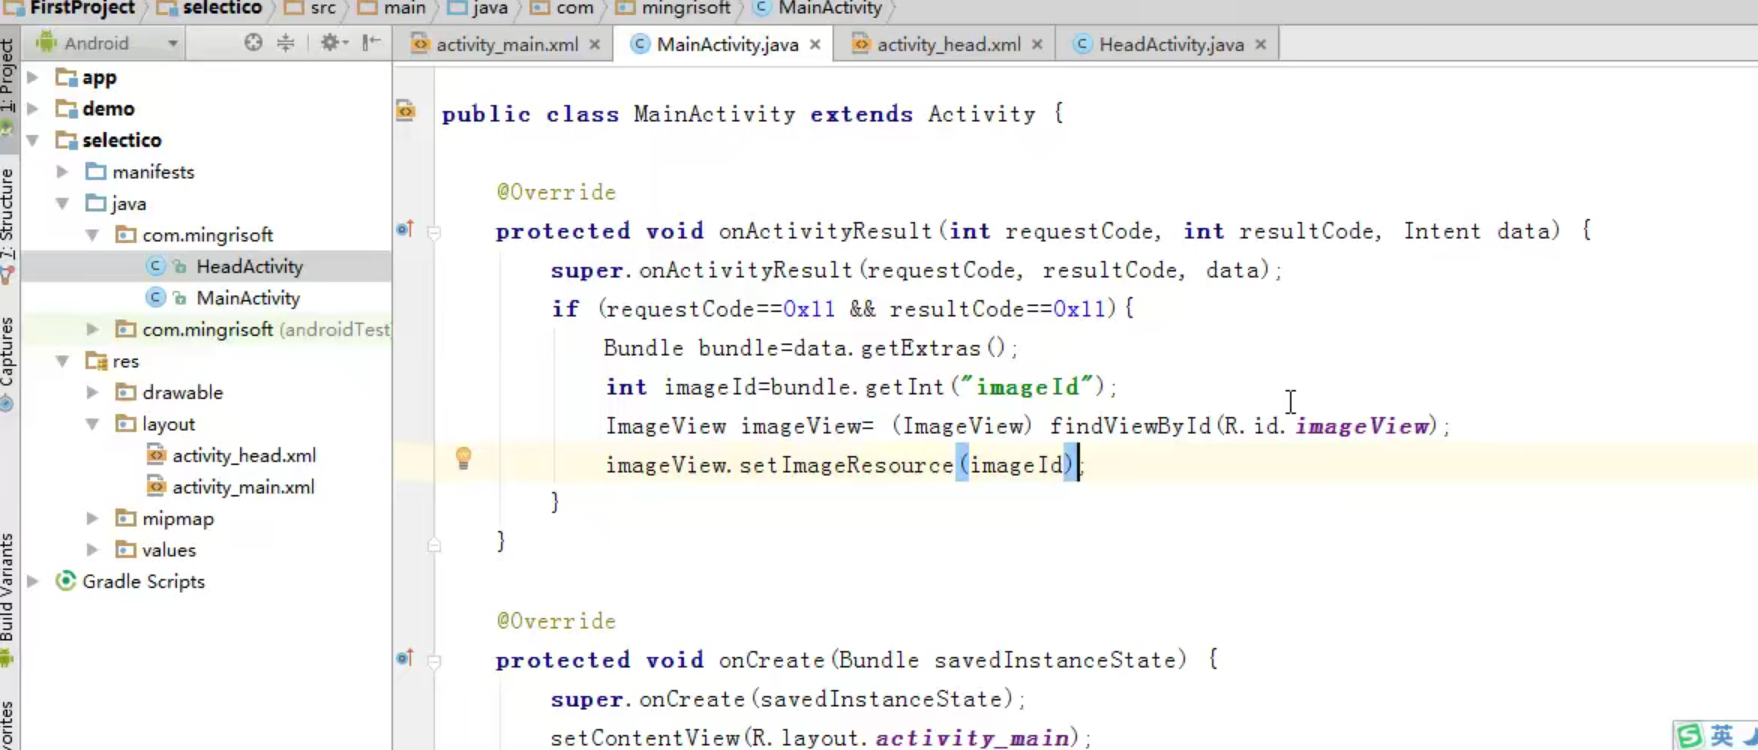 FirstProject selectico src main java com mingrisoft MainActivity
Android
activity_main.xml MainActivity.java activity_head.xml HeadActivity.java
1: Project
7: Structure
Captures
Build Variants
app
demo
selectico
manifests
java
com.mingrisoft
HeadActivity
MainActivity
com.mingrisoft (androidTest
res
drawable
layout
activity_head.xml
activity_main.xml
mipmap
values
Gradle Scripts
public class MainActivity extends Activity {
@Override
protected void onActivityResult(int requestCode, int resultCode, Intent data) {
super.onActivityResult(requestCode, resultCode, data);
if (requestCode==0x11 && resultCode==0x11){
Bundle bundle=data.getExtras();
int imageId=bundle.getInt("imageId");
ImageView imageView= (ImageView) findViewById(R.id.imageView);
imageView.setImageResource(imageId);
}
}
@Override
protected void onCreate(Bundle savedInstanceState) {
super.onCreate(savedInstanceState);
setContentView(R.layout.activity_main);
英